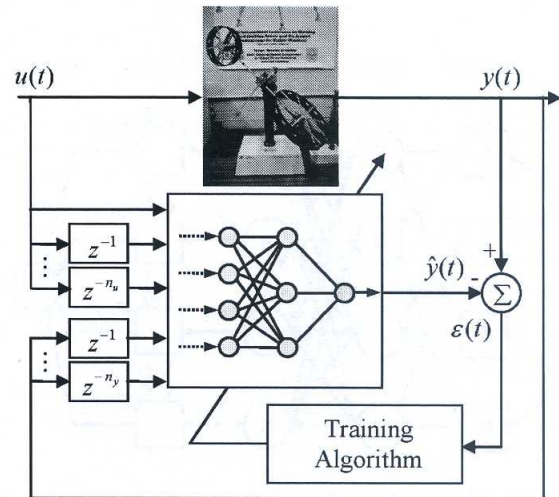 u(t)
y(t)
z⁻¹
⋮
z^{-n_u}
z⁻¹
⋮
z^{-n_y}
ŷ(t)
+
-
Σ
ε(t)
Training
Algorithm